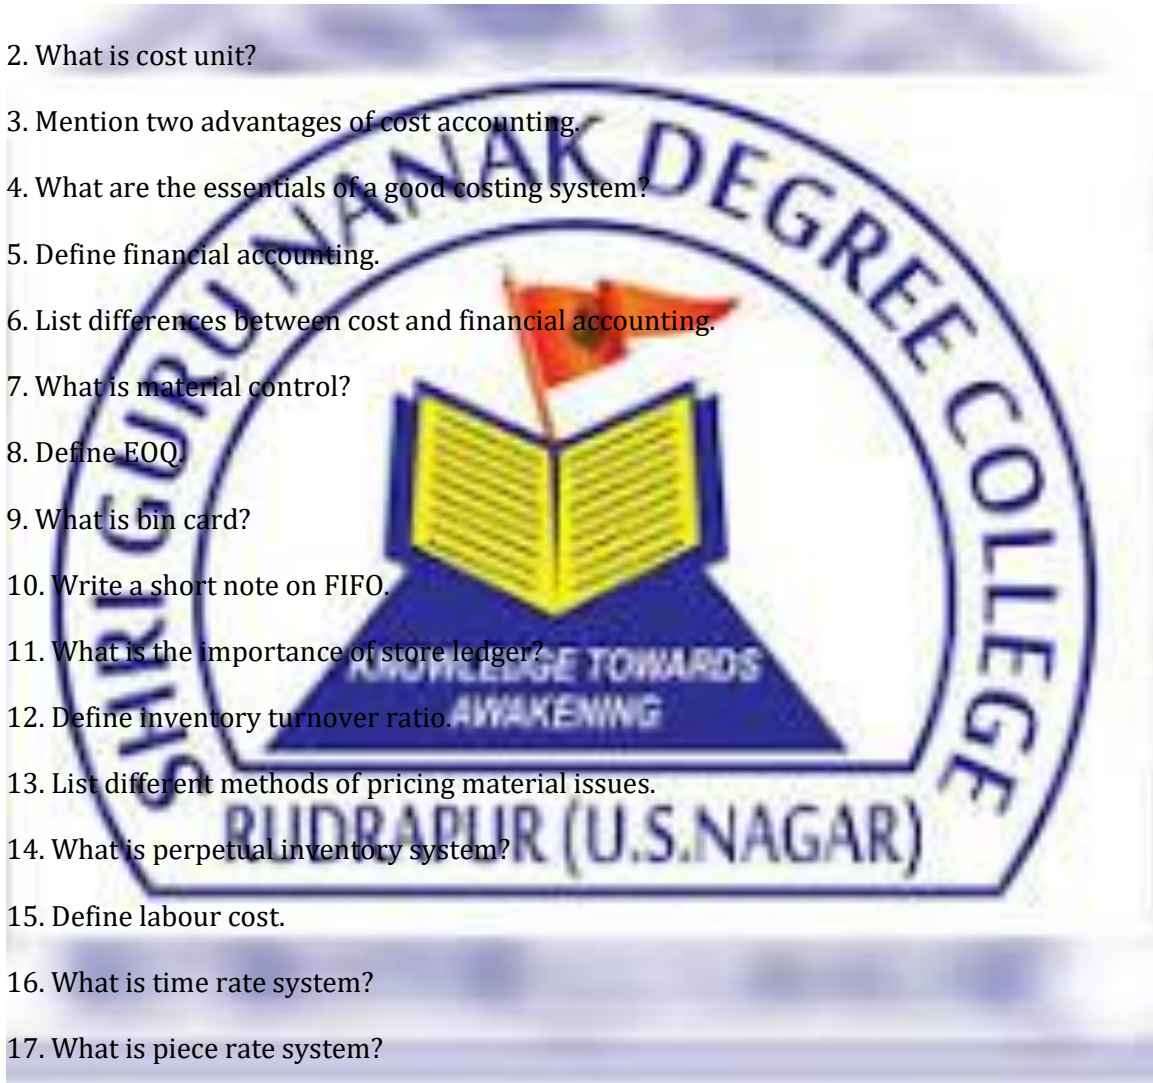 2. What is cost unit?
3. Mention two advantages of cost accounting.
4. What are the essentials of a good costing system?
5. Define financial accounting.
6. List differences between cost and financial accounting.
7. What is material control?
8. Define EOQ.
9. What is bin card?
10. Write a short note on FIFO.
11. What is the importance of store ledger?
12. Define inventory turnover ratio.
13. List different methods of pricing material issues.
14. What is perpetual inventory system?
15. Define labour cost.
16. What is time rate system?
17. What is piece rate system?
SHRI GURU NANAK DEGREE COLLEGE
KNOWLEDGE TOWARDS
AWAKENING
RUDRAPUR (U.S.NAGAR)